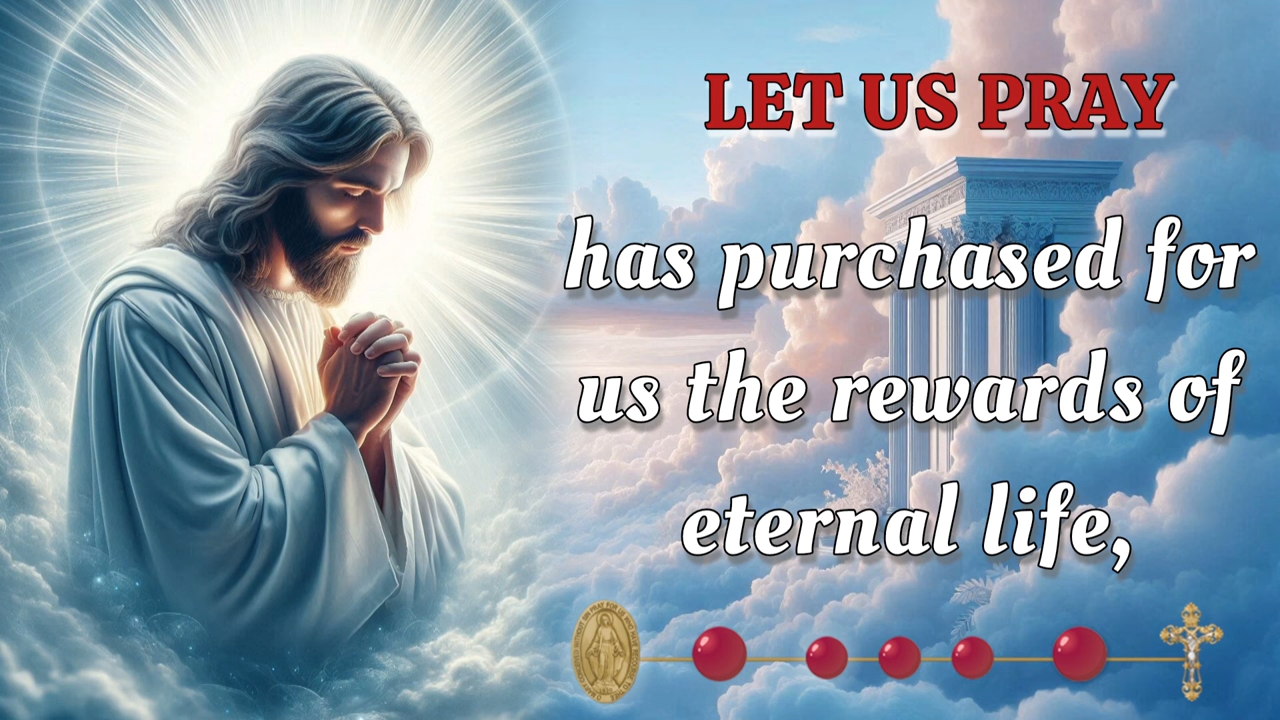 LET US PRAY
has purchased for
us the rewards of
eternal life,